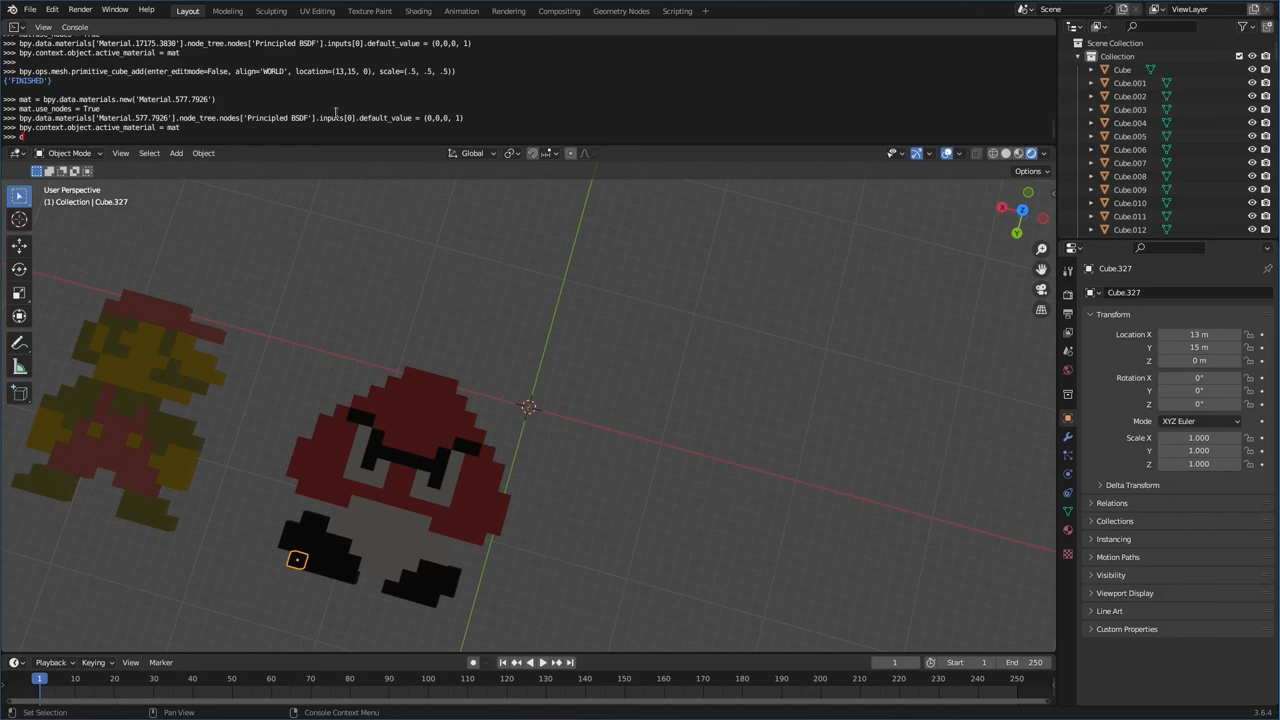 File Edit Render Window Help Layout Modeling Sculpting UV Editing Texture Paint Shading Animation Rendering Compositing Geometry Nodes Scripting + Scene ViewLayer
View Console
>>> bpy.data.materials['Material.17175.3830'].node_tree.nodes['Principled BSDF'].inputs[0].default_value = (0,0,0, 1)
>>> bpy.context.object.active_material = mat
>>>
>>> bpy.ops.mesh.primitive_cube_add(enter_editmode=False, align='WORLD', location=(13,15, 0), scale=(.5, .5, .5))
{'FINISHED'}
>>> mat = bpy.data.materials.new('Material.577.7926')
>>> mat.use_nodes = True
>>> bpy.data.materials['Material.577.7926'].node_tree.nodes['Principled BSDF'].inputs[0].default_value = (0,0,0, 1)
>>> bpy.context.object.active_material = mat
>>>
Object Mode View Select Add Object Global
Options
User Perspective
(1) Collection | Cube.327
X
Y
Z
Scene Collection
Collection
Cube
Cube.001
Cube.002
Cube.003
Cube.004
Cube.005
Cube.006
Cube.007
Cube.008
Cube.009
Cube.010
Cube.011
Cube.012
Cube.327
Cube.327
Transform
Location X 13 m
Y 15 m
Z 0 m
Rotation X 0°
Y 0°
Z 0°
Mode XYZ Euler
Scale X 1.000
Y 1.000
Z 1.000
Delta Transform
Relations
Collections
Instancing
Motion Paths
Visibility
Viewport Display
Line Art
Custom Properties
Playback Keying View Marker 1 Start 1 End 250
1 10 20 30 40 50 60 70 80 90 100 110 120 130 140 150 160 170 180 190 200 210 220 230 240 250
Set Selection Pan View Console Context Menu 3.6.4